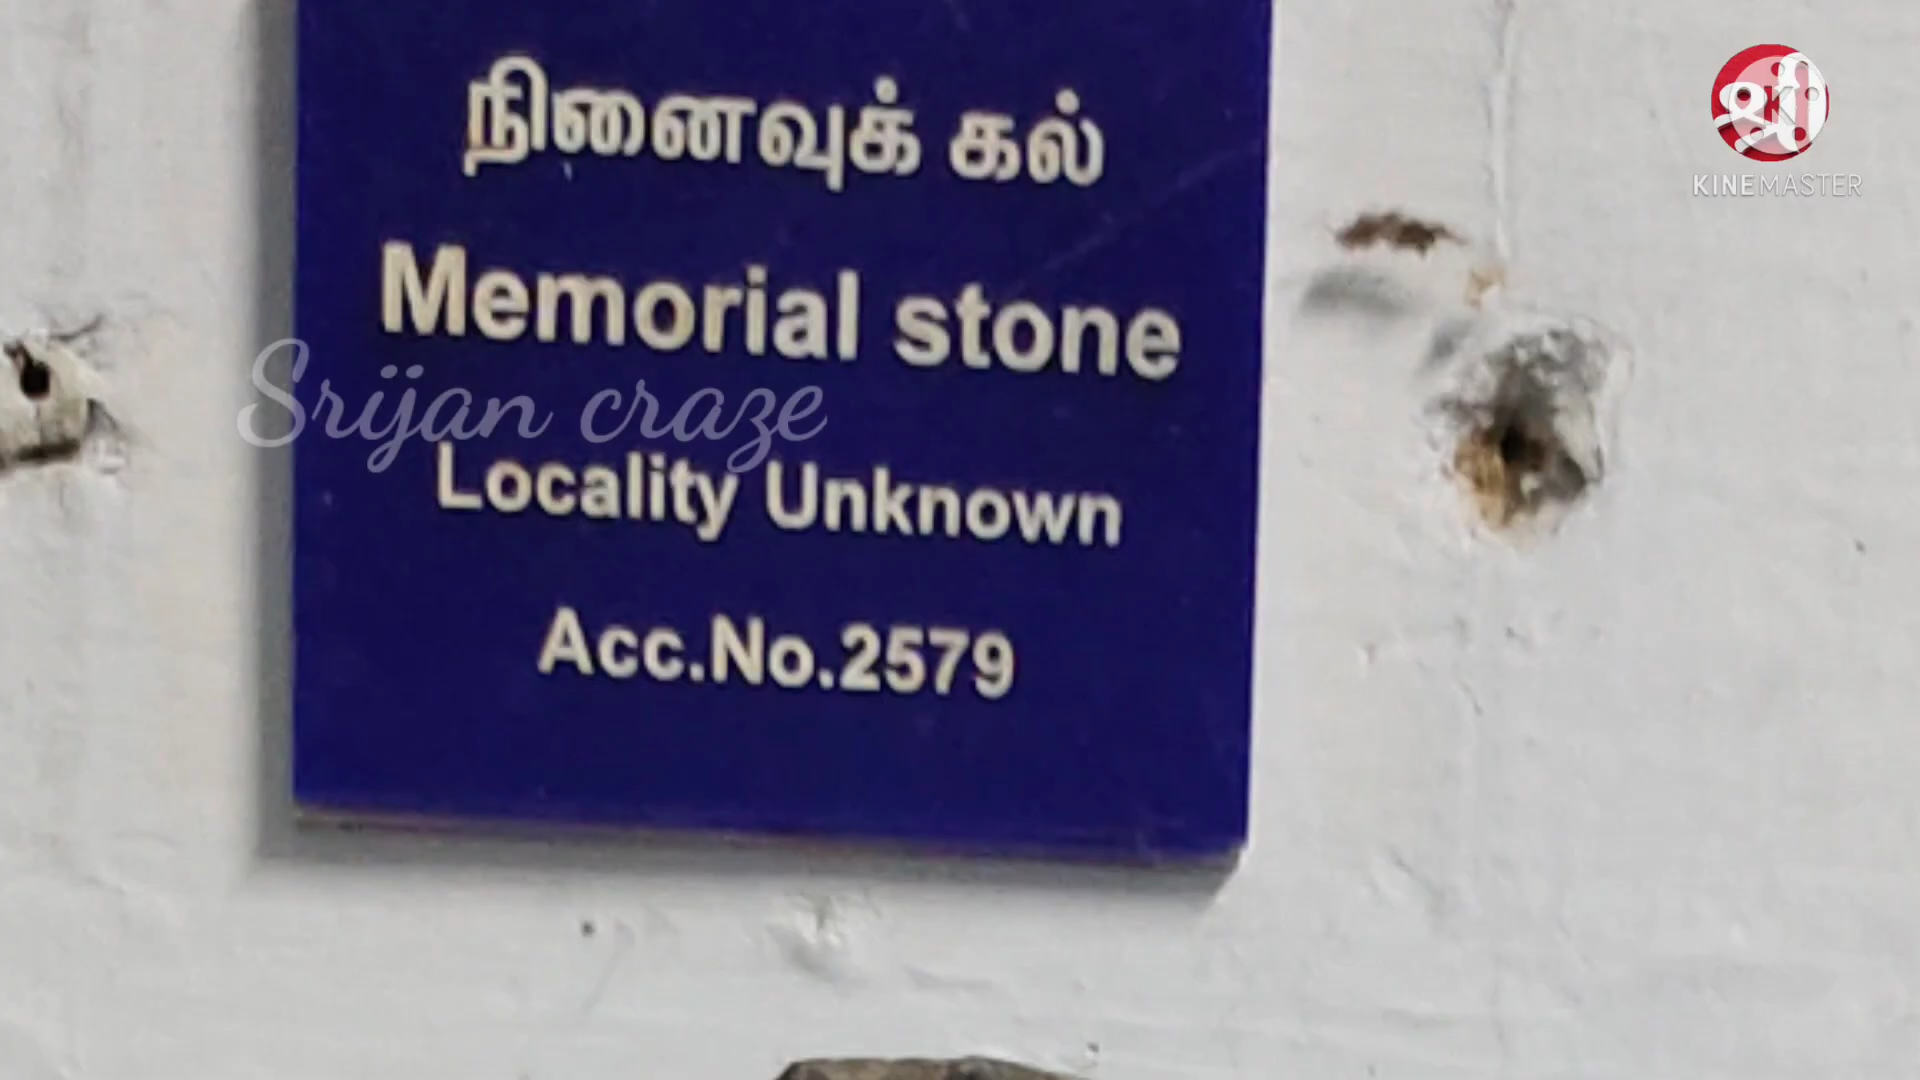 நினைவுக் கல்
Memorial stone
Srijan craze
Locality Unknown
Acc.No.2579
ஸ்ரீ
K
KINEMASTER